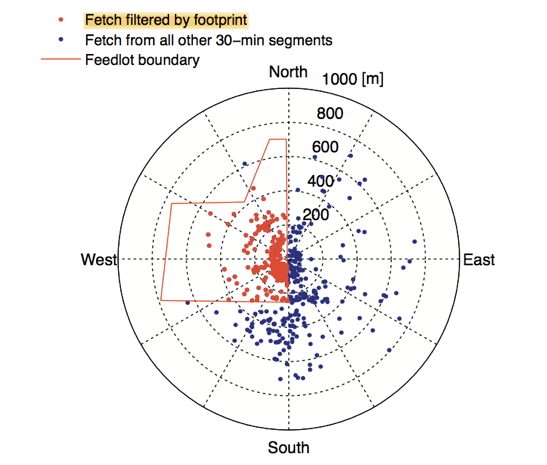 Fetch filtered by footprint
Fetch from all other 30−min segments
Feedlot boundary
North
1000 [m]
800
600
400
200
West
East
South